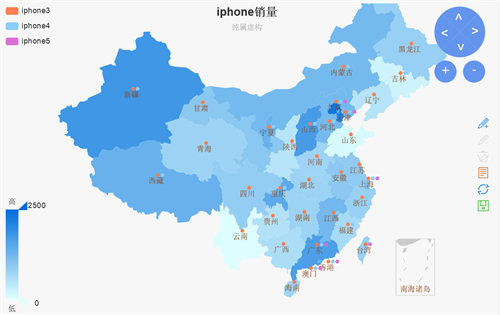 iphone销量
纯属虚构
iphone3
iphone4
iphone5
黑龙江
内蒙古
吉林
新疆
辽宁
甘肃
宁夏
山西
河北
山东
青海
陕西
河南
西藏
江苏
安徽
上海
四川
重庆
湖北
浙江
贵州
湖南
江西
云南
福建
广西
广东
台湾
澳门
香港
海南
南海诸岛
高
2500
0
低